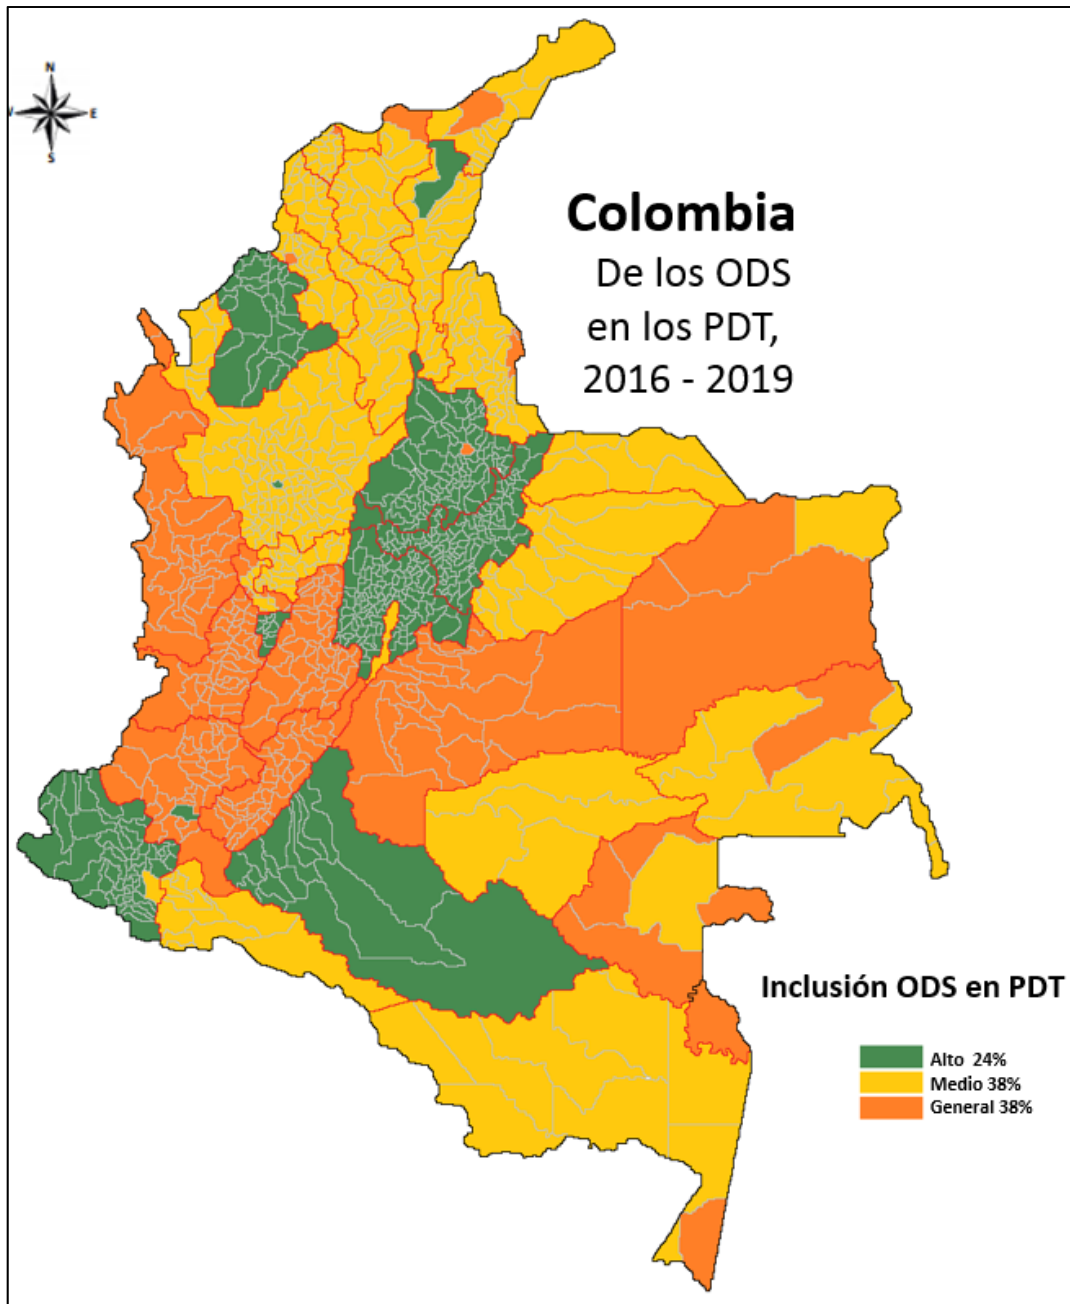 N
E
S
Colombia
De los ODS
en los PDT,
2016 - 2019
Inclusión ODS en PDT
Alto 24%
Medio 38%
General 38%